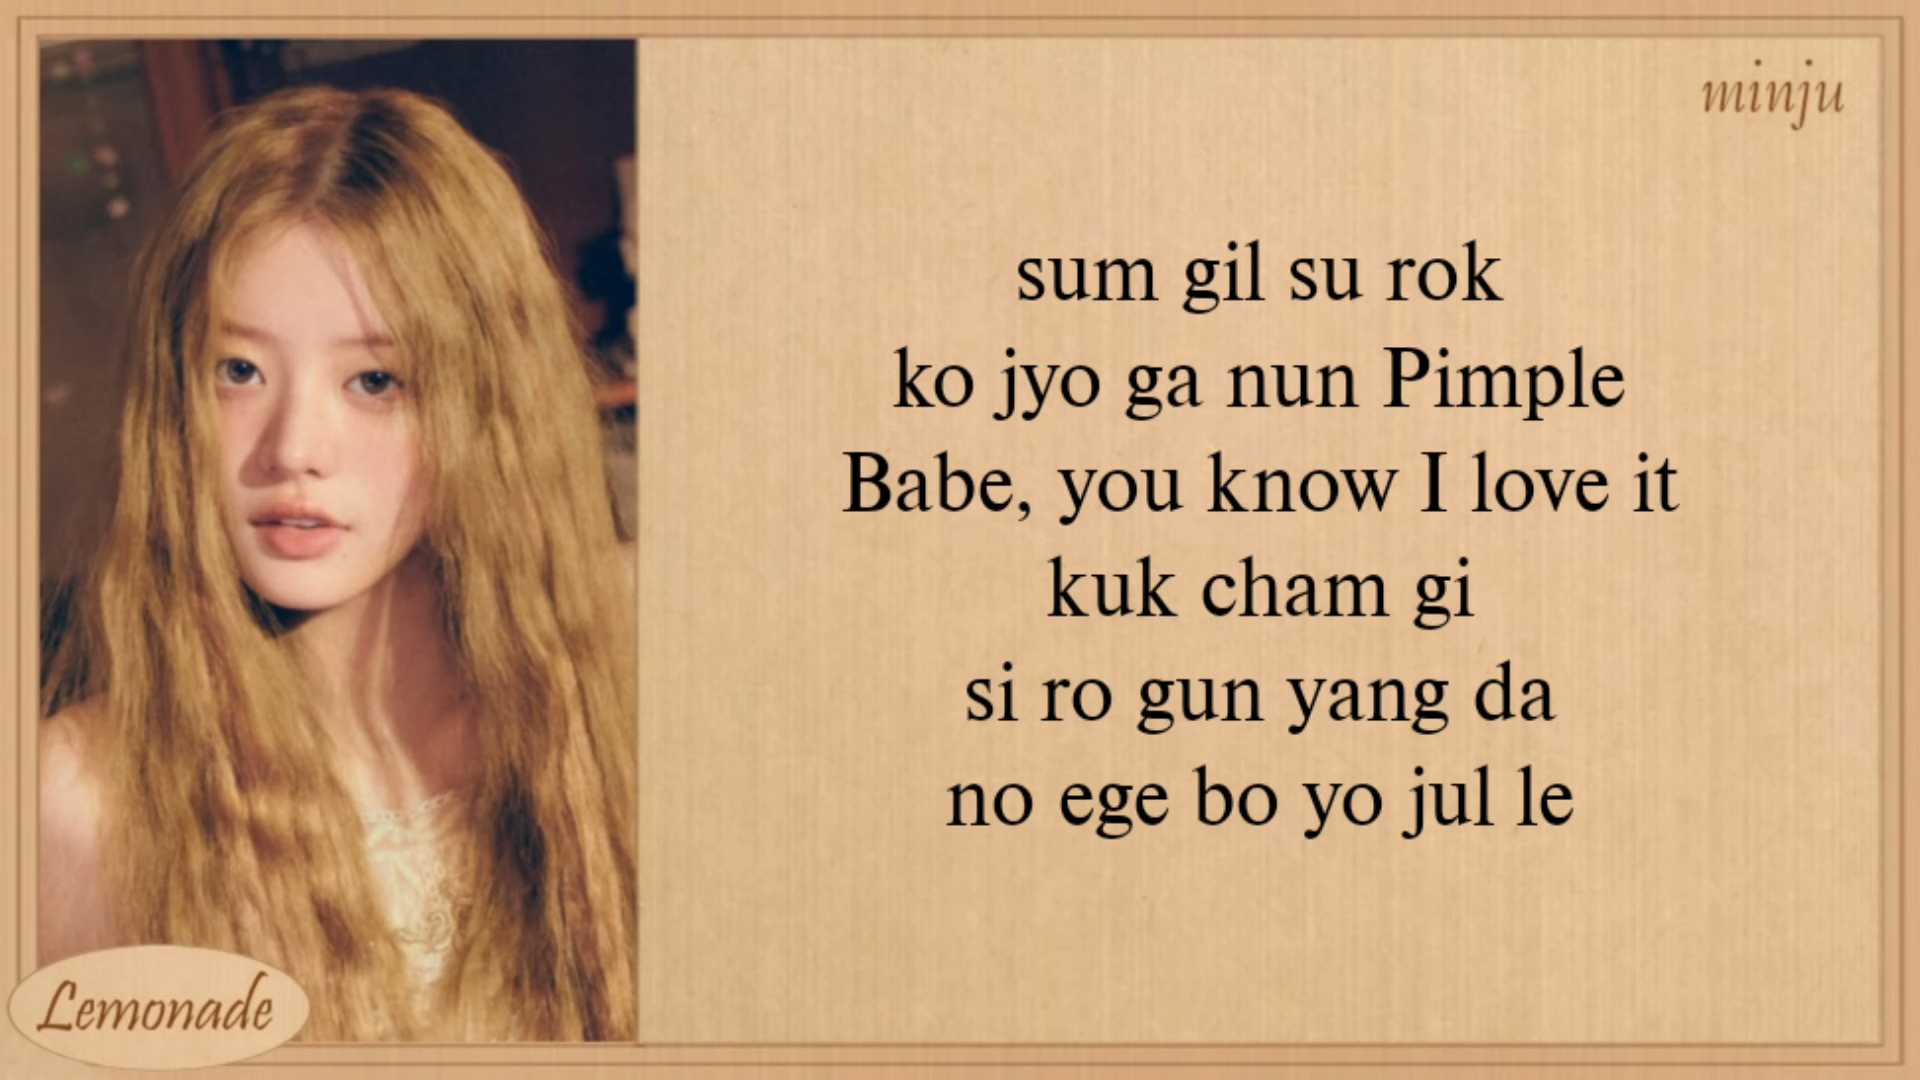 minju
sum gil su rok
ko jyo ga nun Pimple
Babe, you know I love it
kuk cham gi
si ro gun yang da
no ege bo yo jul le
Lemonade